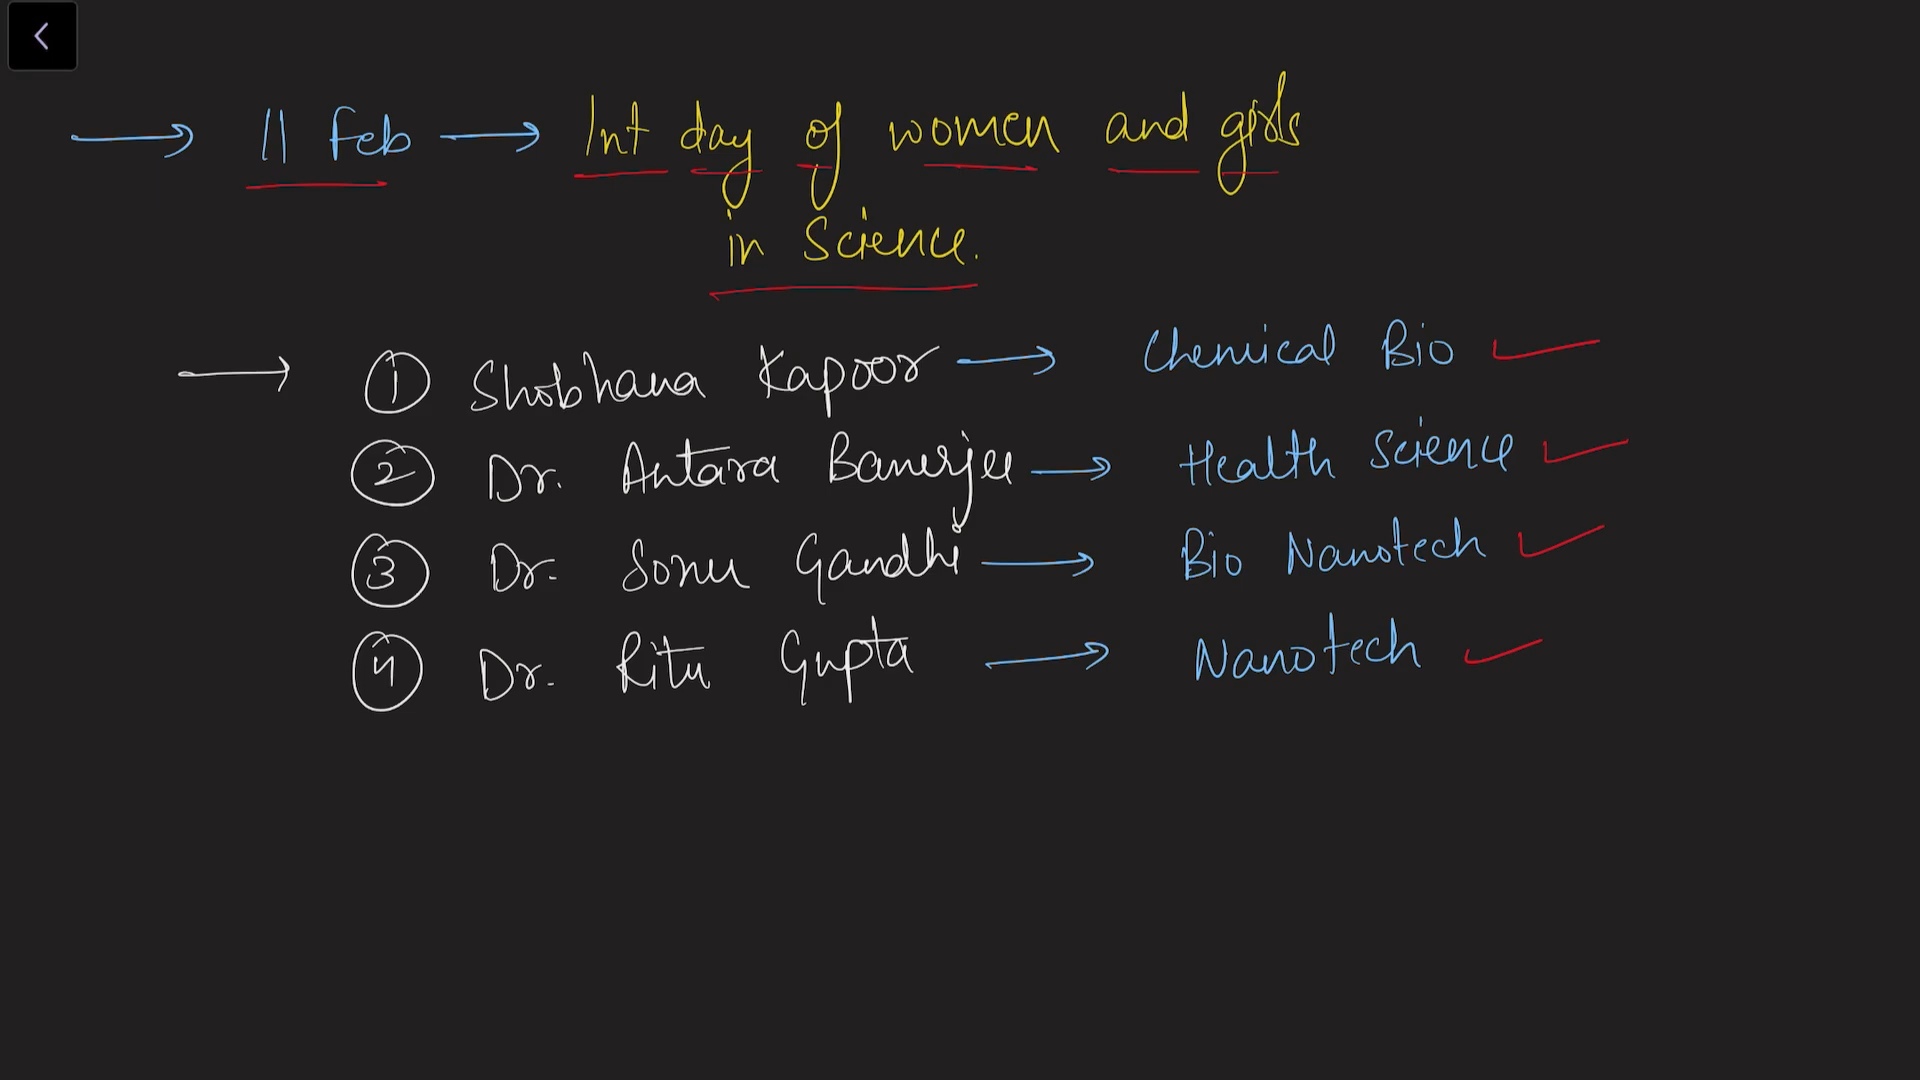 → 11 Feb → Int day of women and girls
in Science.
→ ① Shobhana Kapoor → Chemical Bio
② Dr. Antara Banerjee → Health Science
③ Dr. Sonu Gandhi → Bio Nanotech
④ Dr. Ritu Gupta → Nanotech